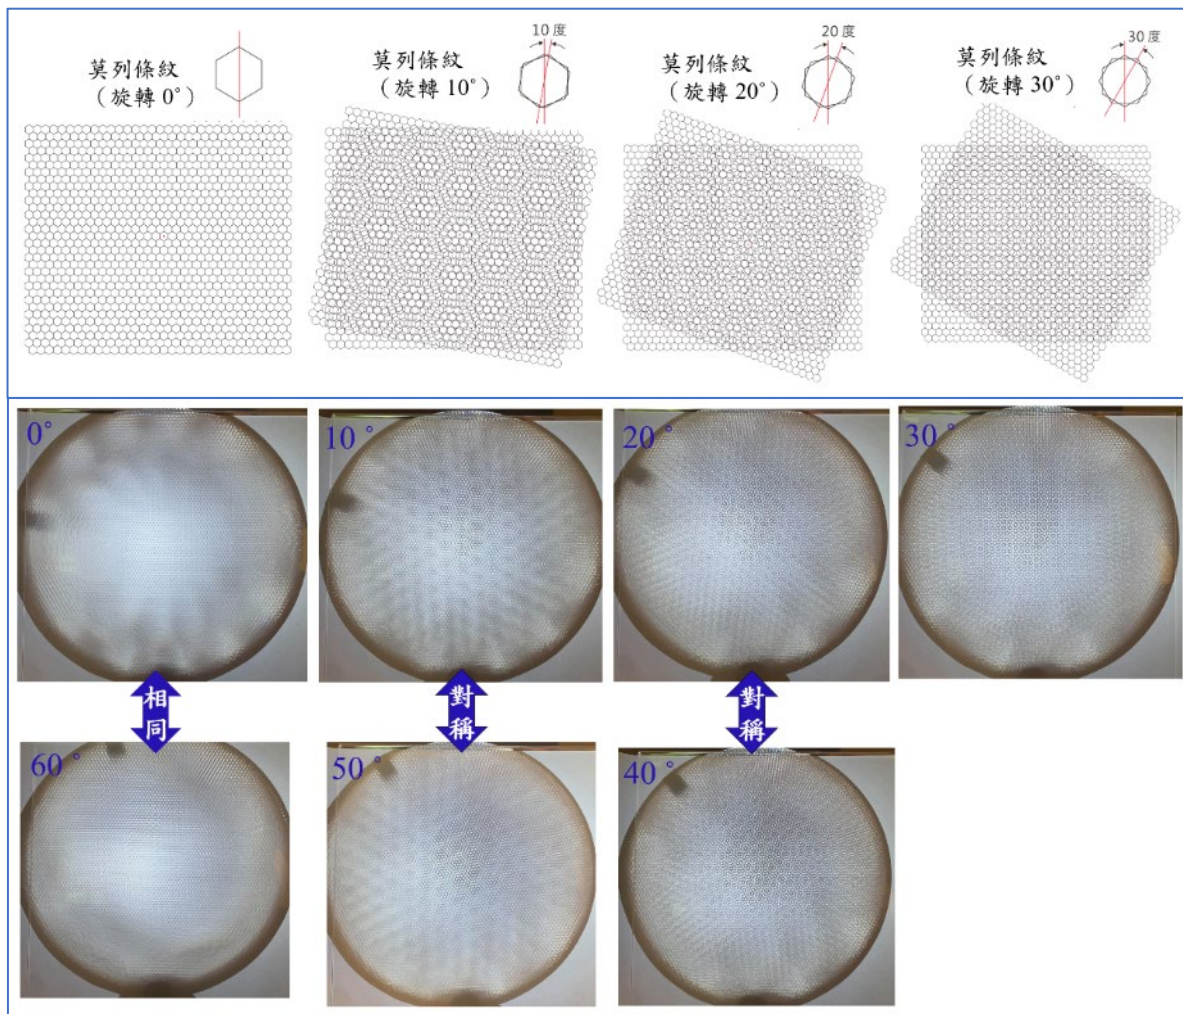 莫列條紋
（旋轉 0°）
10 度
莫列條紋
（旋轉 10°）
20 度
莫列條紋
（旋轉 20°）
30 度
莫列條紋
（旋轉 30°）
0°
10 °
20 °
30 °
相同
對稱
對稱
60 °
50 °
40 °